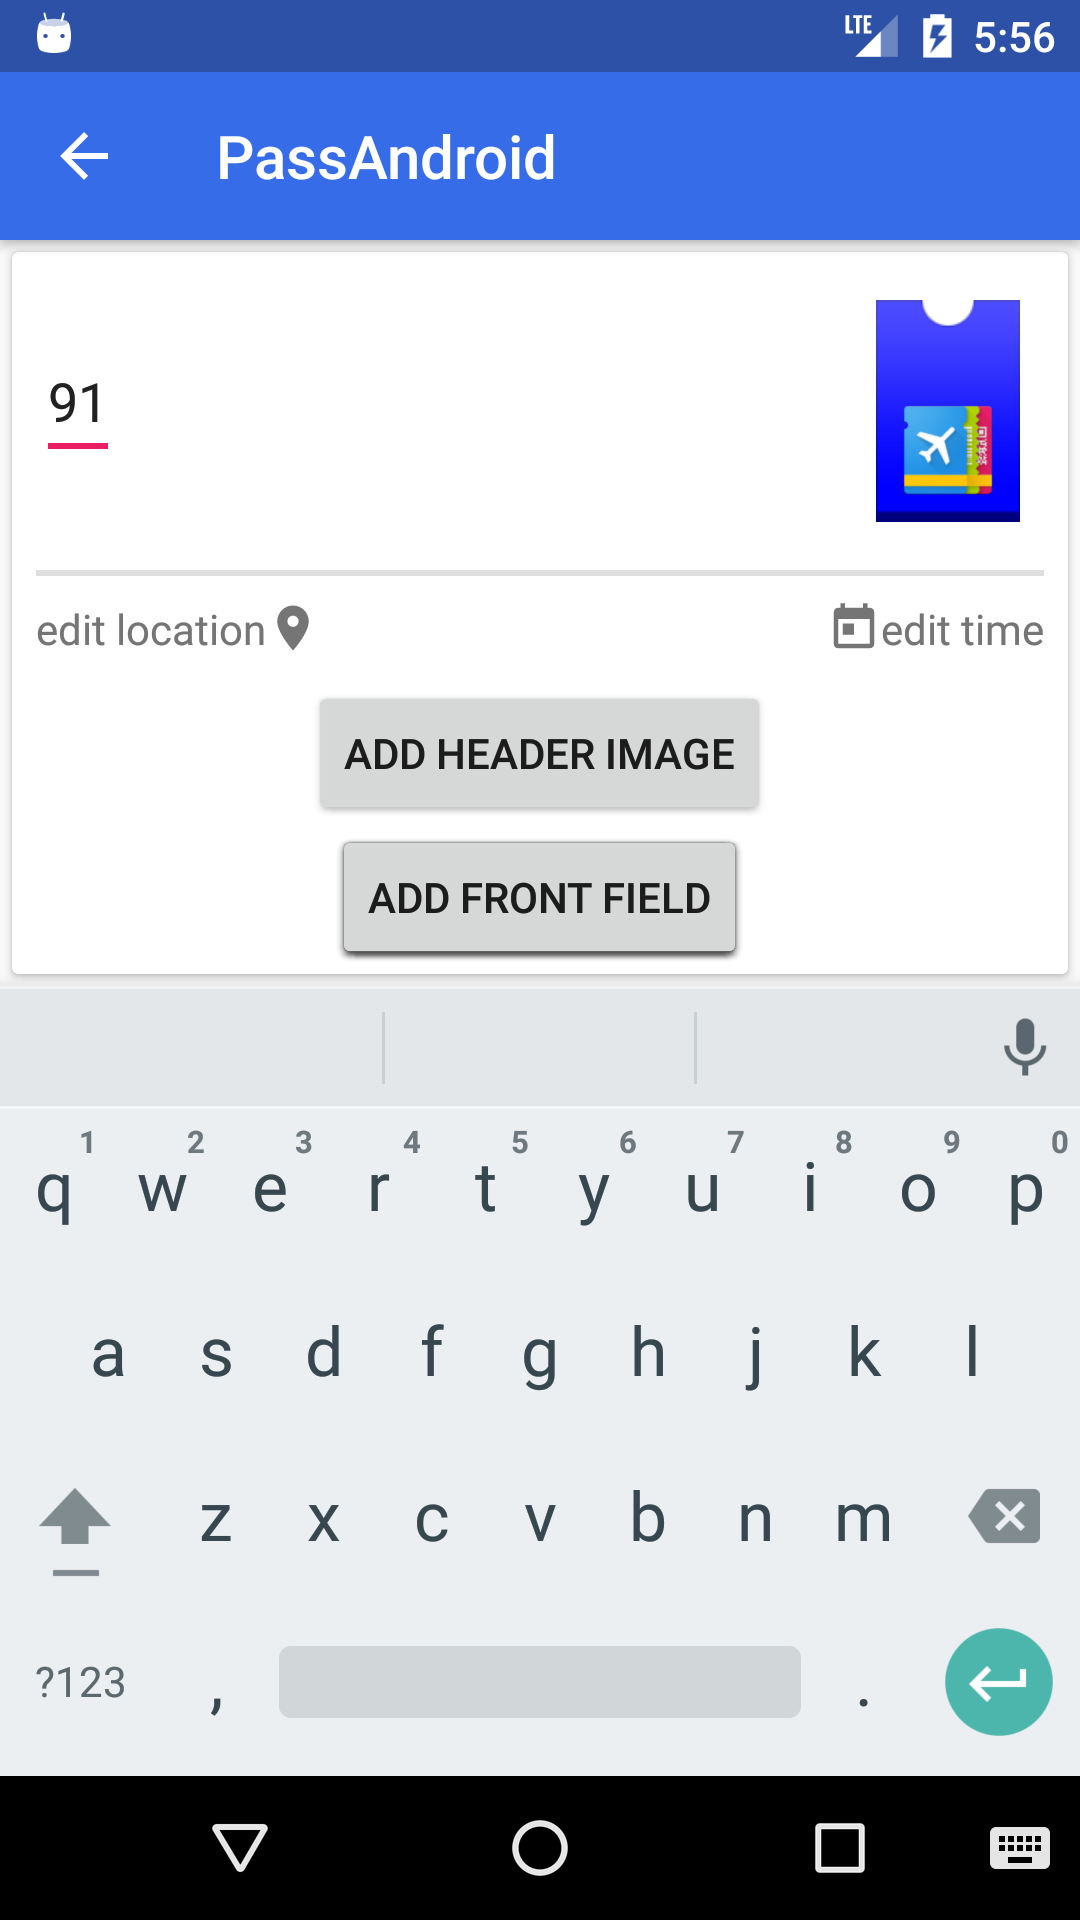 LTE 5:56
PassAndroid
91
edit location edit time
ADD HEADER IMAGE
ADD FRONT FIELD
1 2 3 4 5 6 7 8 9 0
q w e r t y u i o p
a s d f g h j k l
z x c v b n m
?123 , .